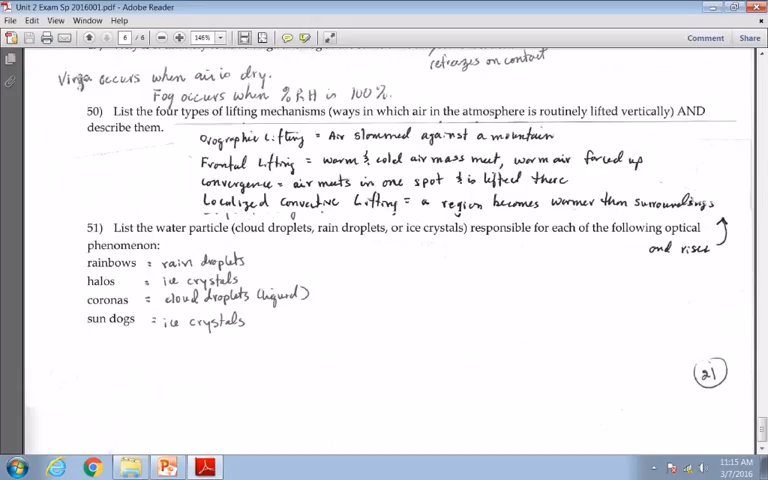 Unit 2 Exam Sp 2016001.pdf - Adobe Reader
File Edit View Window Help
6 / 6 146% Comment Share
refreezes on contact
Virga occurs when air is dry.
Fog occurs when % RH is 100%.
50) List the four types of lifting mechanisms (ways in which air in the atmosphere is routinely lifted vertically) AND
describe them.
Orographic Lifting = Air slammed against a mountain
Frontal Lifting = warm & cold air mass meet, warm air forced up
convergence = air meets in one spot & is lifted there
Localized Convective Lifting = a region becomes warmer than surroundings
and rises
51) List the water particle (cloud droplets, rain droplets, or ice crystals) responsible for each of the following optical
phenomenon:
rainbows = rain droplets
halos = ice crystals
coronas = cloud droplets (liquid)
sun dogs = ice crystals
21
11:15 AM
3/7/2016